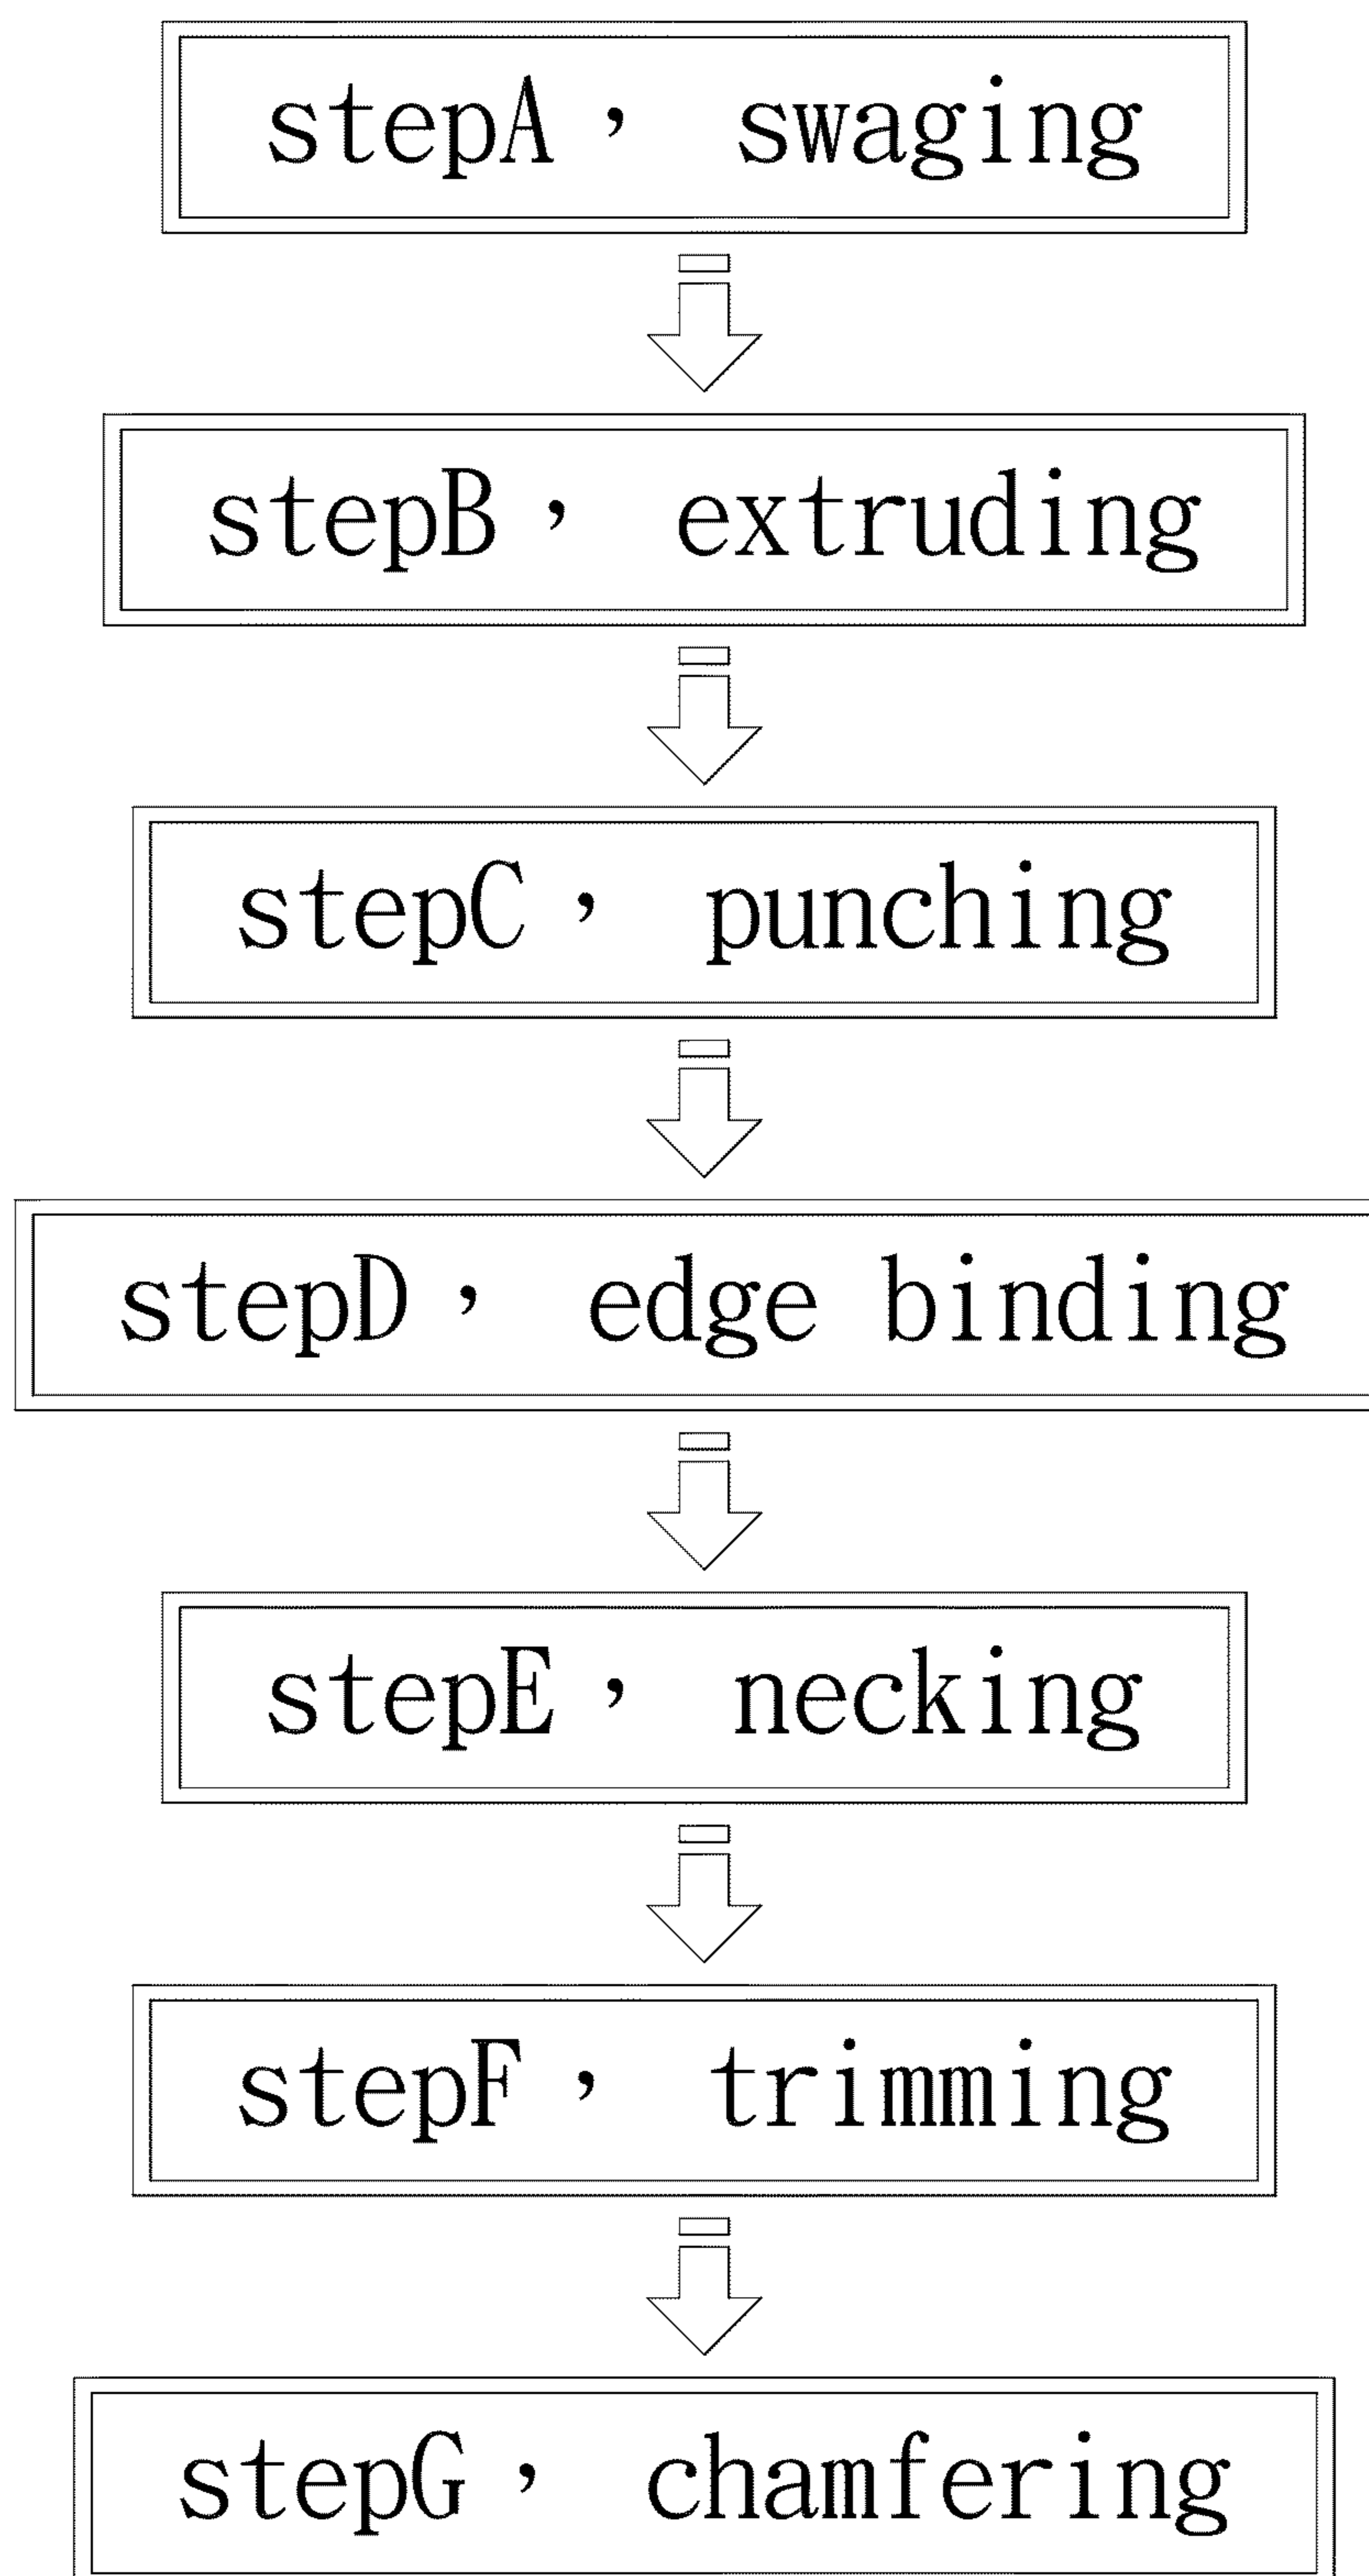 stepA， swaging
stepB， extruding
stepC， punching
stepD， edge binding
stepE， necking
stepF， trimming
stepG， chamfering